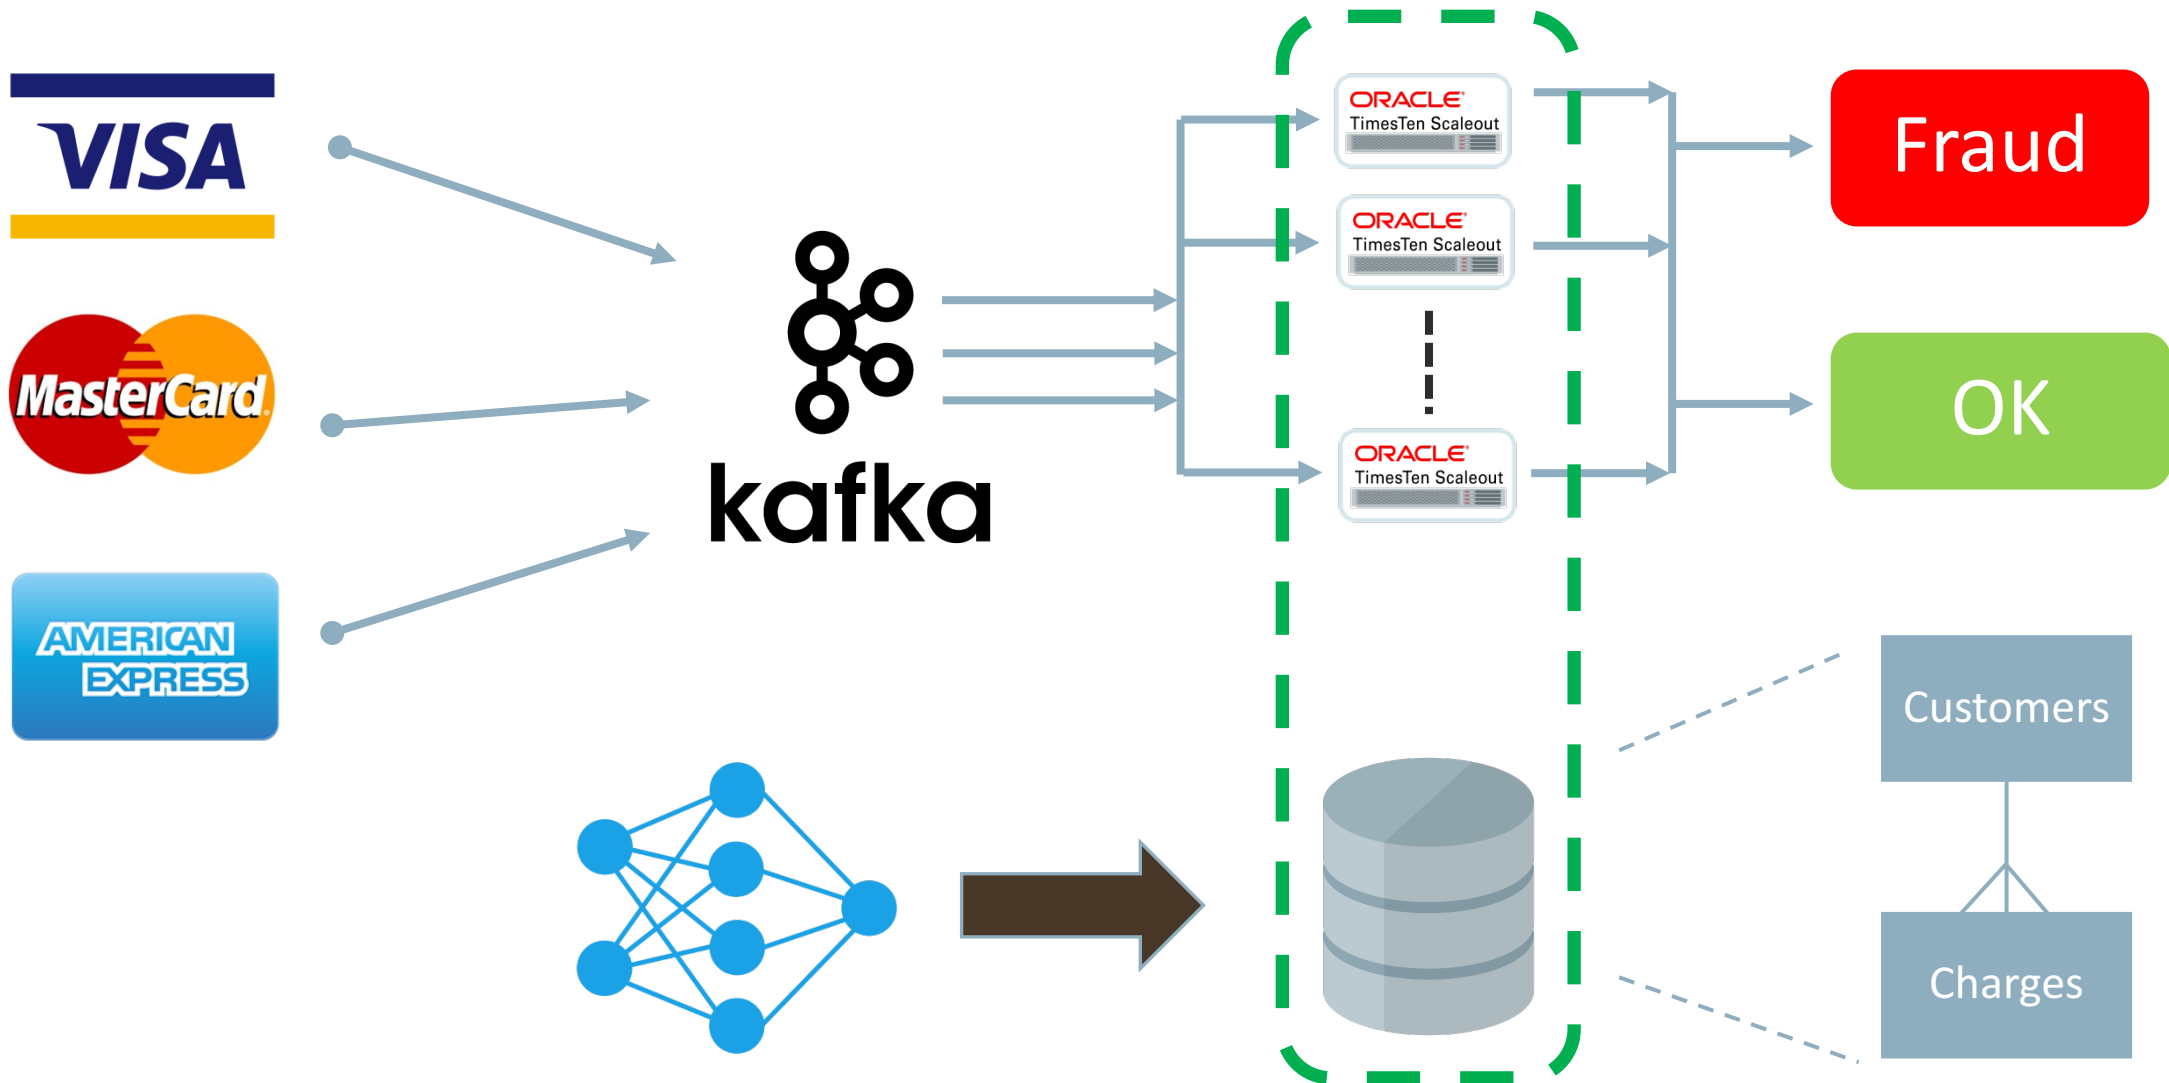 VISA
MasterCard
AMERICAN
EXPRESS
kafka
ORACLE
TimesTen Scaleout
ORACLE
TimesTen Scaleout
ORACLE
TimesTen Scaleout
Fraud
OK
Customers
Charges